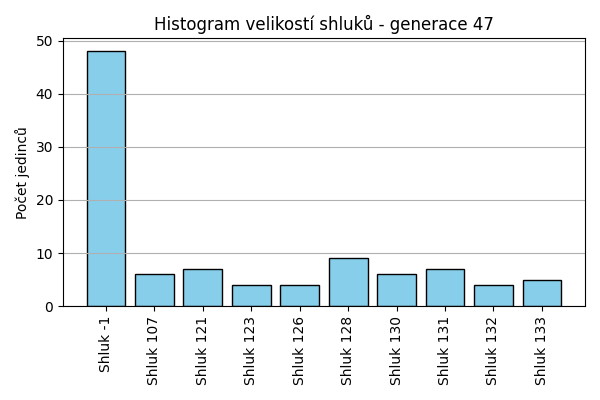 Histogram velikostí shluků - generace 47
Počet jedinců
50
40
30
20
10
0
Shluk -1
Shluk 107
Shluk 121
Shluk 123
Shluk 126
Shluk 128
Shluk 130
Shluk 131
Shluk 132
Shluk 133